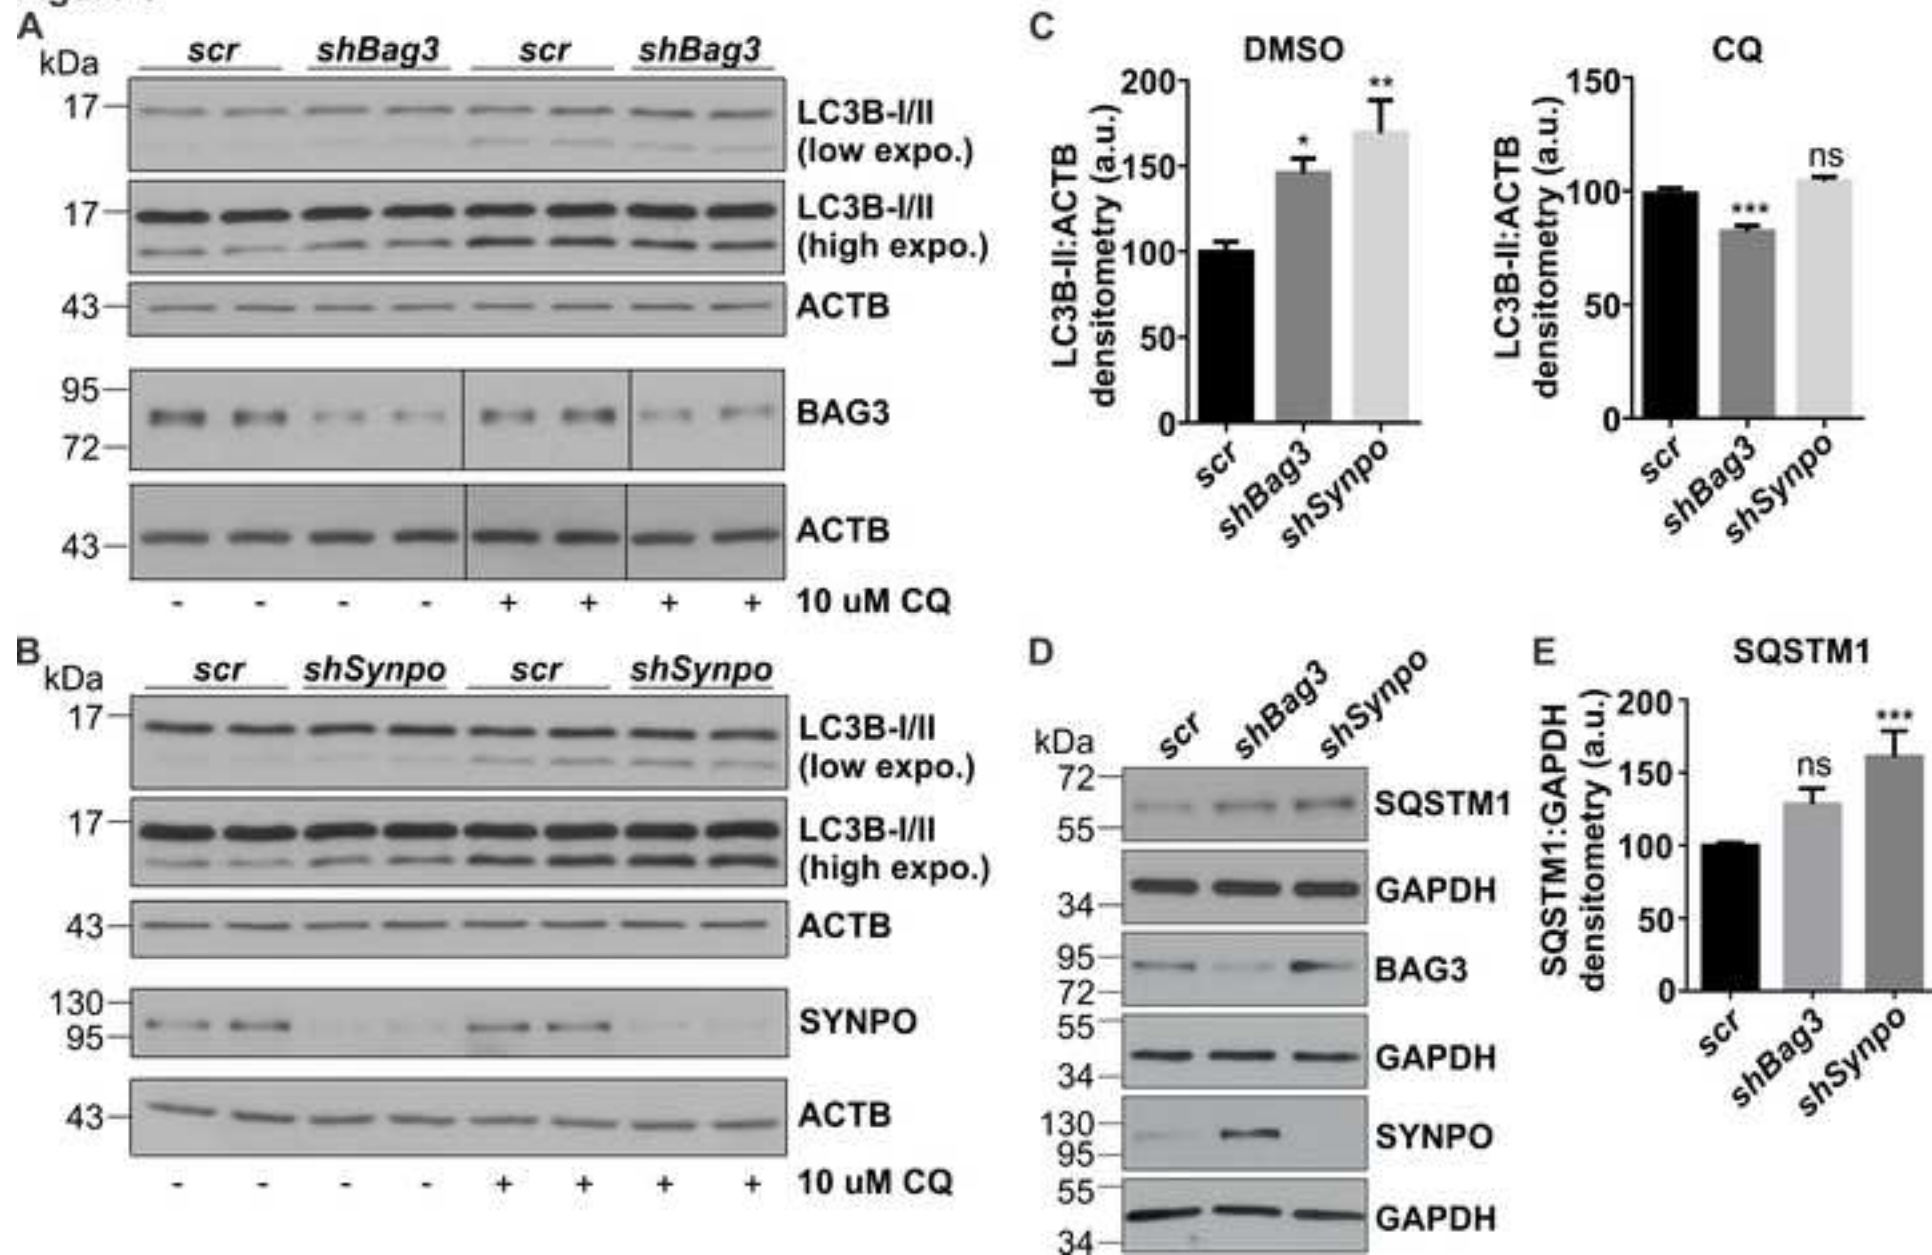 A
kDa
scr shBag3 scr shBag3
17 LC3B-I/II
(low expo.)
17 LC3B-I/II
(high expo.)
43 ACTB
95
BAG3
72
ACTB
43
- - - - + + + + 10 uM CQ
B
kDa
scr shSynpo scr shSynpo
17 LC3B-I/II
(low expo.)
17 LC3B-I/II
(high expo.)
43 ACTB
130
SYNPO
95
43 ACTB
- - - - + + + + 10 uM CQ
C
DMSO
LC3B-II:ACTB
densitometry (a.u.)
200
150
100
50
0
* **
scr shBag3 shSynpo
CQ
LC3B-II:ACTB
densitometry (a.u.)
150
100
50
0
*** ns
scr shBag3 shSynpo
D
kDa
scr shBag3 shSynpo
72
SQSTM1
55
GAPDH
34
95
BAG3
72
55
GAPDH
34
130
SYNPO
95
55
GAPDH
34
E
SQSTM1
SQSTM1:GAPDH
densitometry (a.u.)
200
150
100
50
0
ns ***
scr shBag3 shSynpo